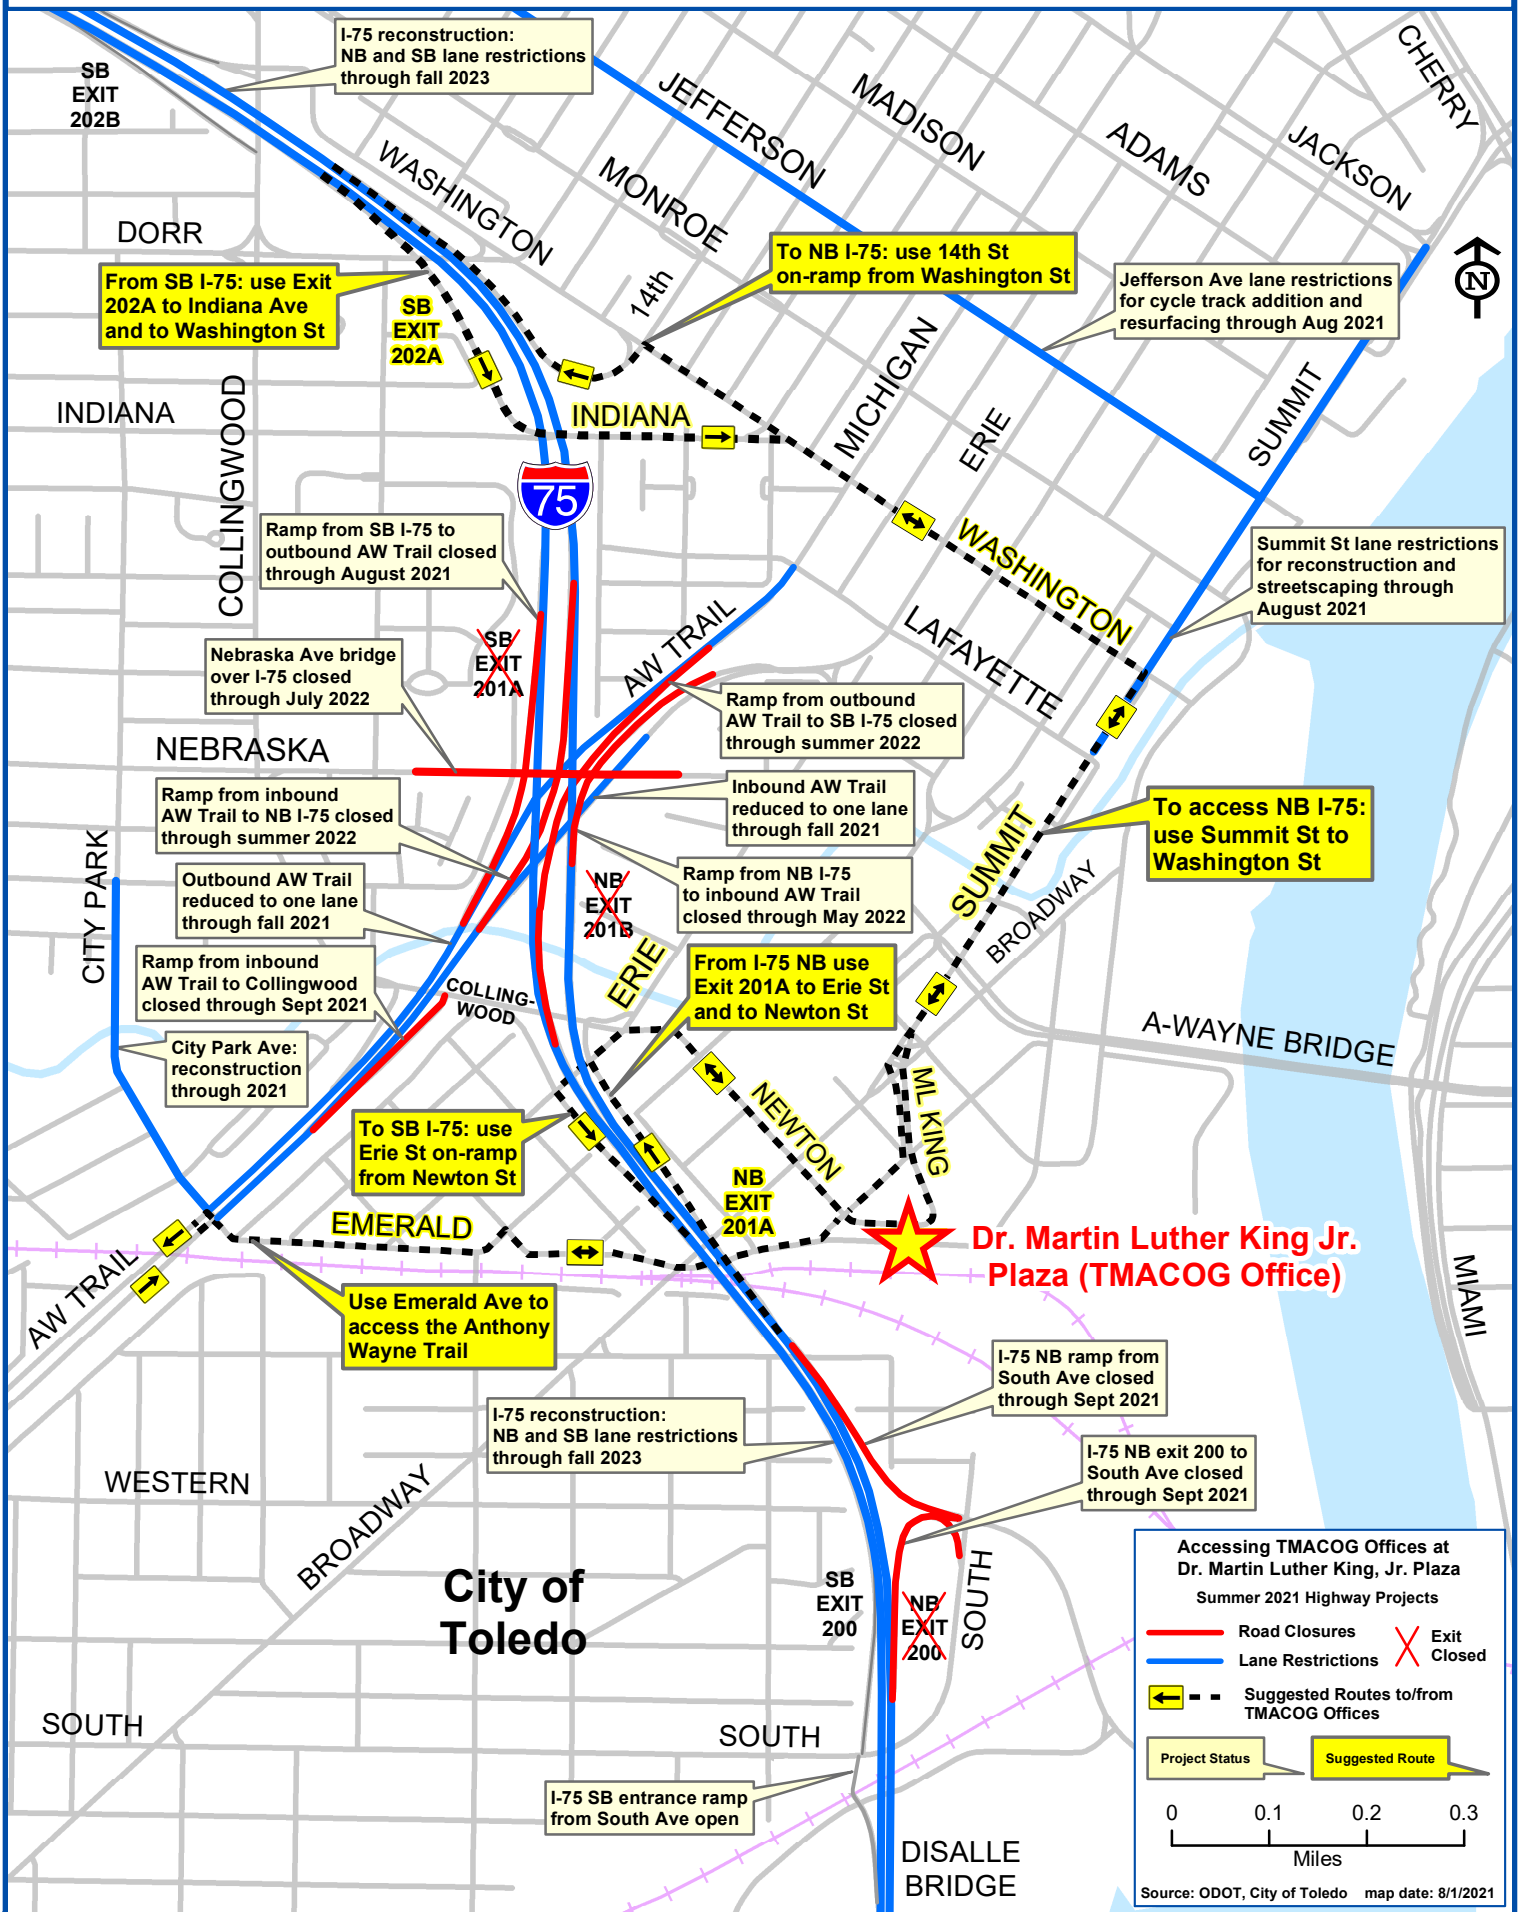 I-75 reconstruction:
NB and SB lane restrictions
through fall 2023
SB
EXIT
202B
CHERRY
JEFFERSON
MADISON
ADAMS
JACKSON
WASHINGTON
MONROE
DORR
14th
To NB I-75: use 14th St
on-ramp from Washington St
From SB I-75: use Exit
202A to Indiana Ave
and to Washington St
SB
EXIT
202A
Jefferson Ave lane restrictions
for cycle track addition and
resurfacing through Aug 2021
N
MICHIGAN
ERIE
SUMMIT
INDIANA
COLLINGWOOD
INDIANA
75
Ramp from SB I-75 to
outbound AW Trail closed
through August 2021
WASHINGTON
Summit St lane restrictions
for reconstruction and
streetscaping through
August 2021
SB
EXIT
201A
AW TRAIL
LAFAYETTE
Nebraska Ave bridge
over I-75 closed
through July 2022
Ramp from outbound
AW Trail to SB I-75 closed
through summer 2022
NEBRASKA
Ramp from inbound
AW Trail to NB I-75 closed
through summer 2022
Inbound AW Trail
reduced to one lane
through fall 2021
To access NB I-75:
use Summit St to
Washington St
SUMMIT
BROADWAY
CITY PARK
Outbound AW Trail
reduced to one lane
through fall 2021
NB
EXIT
201B
Ramp from NB I-75
to inbound AW Trail
closed through May 2022
Ramp from inbound
AW Trail to Collingwood
closed through Sept 2021
COLLING-
WOOD
ERIE
From I-75 NB use
Exit 201A to Erie St
and to Newton St
A-WAYNE BRIDGE
City Park Ave:
reconstruction
through 2021
NEWTON
ML KING
To SB I-75: use
Erie St on-ramp
from Newton St
NB
EXIT
201A
EMERALD
Dr. Martin Luther King Jr.
Plaza (TMACOG Office)
AW TRAIL
MIAMI
Use Emerald Ave to
access the Anthony
Wayne Trail
I-75 NB ramp from
South Ave closed
through Sept 2021
I-75 reconstruction:
NB and SB lane restrictions
through fall 2023
I-75 NB exit 200 to
South Ave closed
through Sept 2021
WESTERN
BROADWAY
City of
Toledo
SB
EXIT
200
NB
EXIT
200
SOUTH
SOUTH
SOUTH
I-75 SB entrance ramp
from South Ave open
DISALLE
BRIDGE
Accessing TMACOG Offices at
Dr. Martin Luther King, Jr. Plaza
Summer 2021 Highway Projects
Road Closures
Lane Restrictions
Exit
Closed
Suggested Routes to/from
TMACOG Offices
Project Status
Suggested Route
0 0.1 0.2 0.3
Miles
Source: ODOT, City of Toledo map date: 8/1/2021